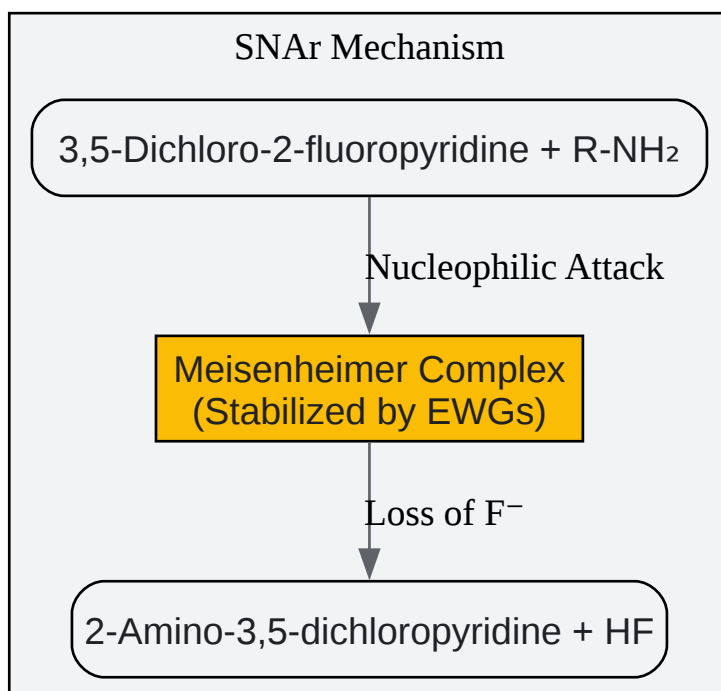 SNAr Mechanism
3,5-Dichloro-2-fluoropyridine + R-NH₂
Nucleophilic Attack
Meisenheimer Complex
(Stabilized by EWGs)
Loss of F⁻
2-Amino-3,5-dichloropyridine + HF